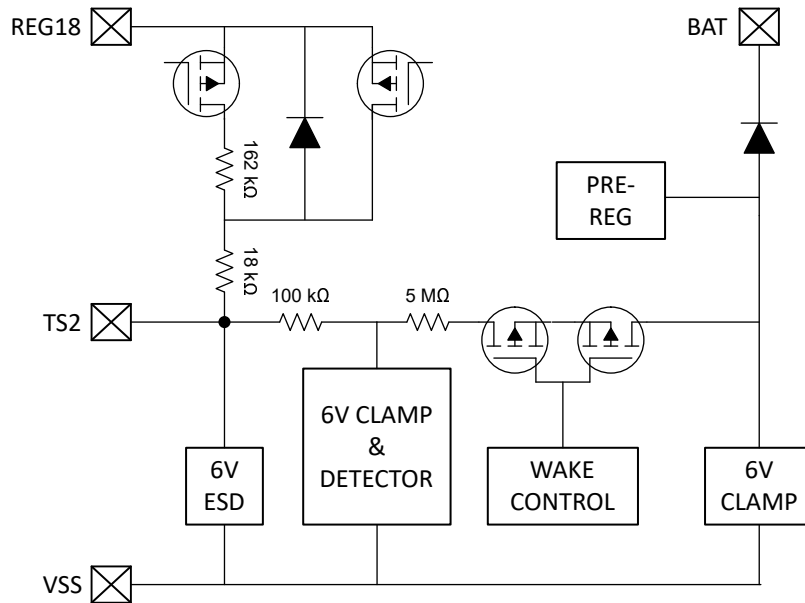 REG18
BAT
162 kΩ
PRE-
REG
18 kΩ
TS2
100 kΩ
5 MΩ
6V CLAMP
&
DETECTOR
6V
ESD
WAKE
CONTROL
6V
CLAMP
VSS